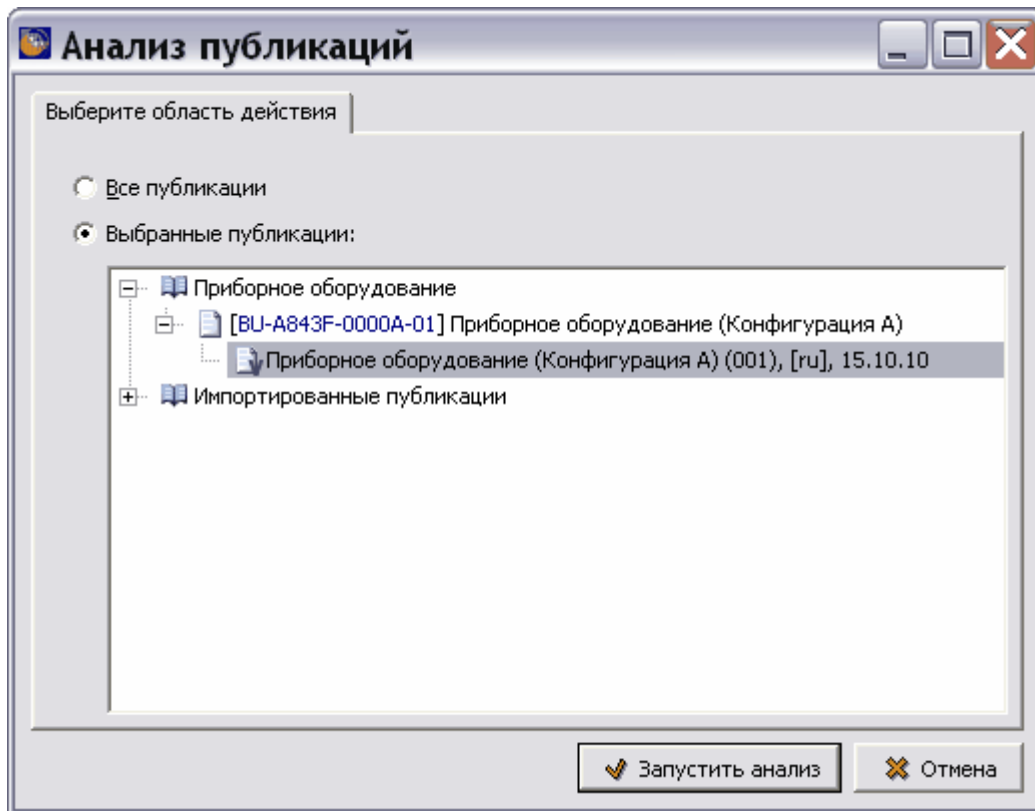 Анализ публикаций
Выберите область действия
Все публикации
Выбранные публикации:
Приборное оборудование
[BU-A843F-0000A-01] Приборное оборудование (Конфигурация А)
Приборное оборудование (Конфигурация А) (001), [ru], 15.10.10
Импортированные публикации
Запустить анализ
Отмена